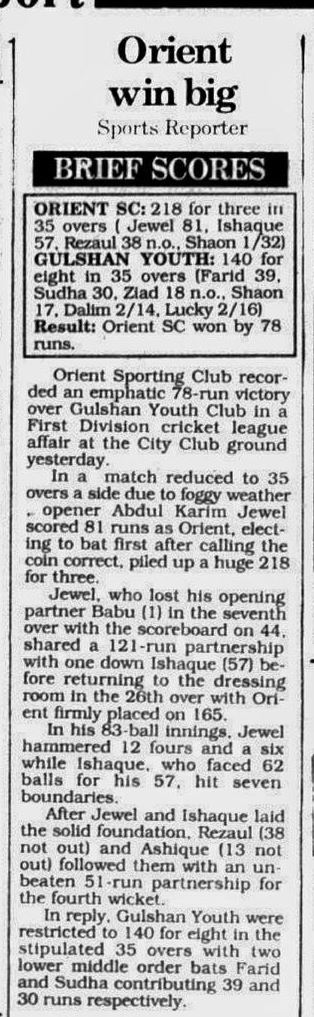 Orient
win big
Sports Reporter
BRIEF SCORES
ORIENT SC: 218 for three in
35 overs ( Jewel 81, Ishaque
57, Rezaul 38 n.o., Shaon 1/32)
GULSHAN YOUTH: 140 for
eight in 35 overs (Farid 39,
Sudha 30, Ziad 18 n.o., Shaon
17, Dalim 2/14, Lucky 2/16)
Result: Orient SC won by 78
runs.
Orient Sporting Club recor-
ded an emphatic 78-run victory
over Gulshan Youth Club in a
First Division cricket league
affair at the City Club ground
yesterday.
In a match reduced to 35
overs a side due to foggy weather
, opener Abdul Karim Jewel
scored 81 runs as Orient, elect-
ing to bat first after calling the
coin correct, piled up a huge 218
for three.
Jewel, who lost his opening
partner Babu (1) in the seventh
over with the scoreboard on 44,
shared a 121-run partnership
with one down Ishaque (57) be-
fore returning to the dressing
room in the 26th over with Ori-
ent firmly placed on 165.
In his 83-ball innings, Jewel
hammered 12 fours and a six
while Ishaque, who faced 62
balls for his 57, hit seven
boundaries.
After Jewel and Ishaque laid
the solid foundation, Rezaul (38
not out) and Ashique (13 not
out) followed them with an un-
beaten 51-run partnership for
the fourth wicket.
In reply, Gulshan Youth were
restricted to 140 for eight in the
stipulated 35 overs with two
lower middle order bats Farid
and Sudha contributing 39 and
30 runs respectively.